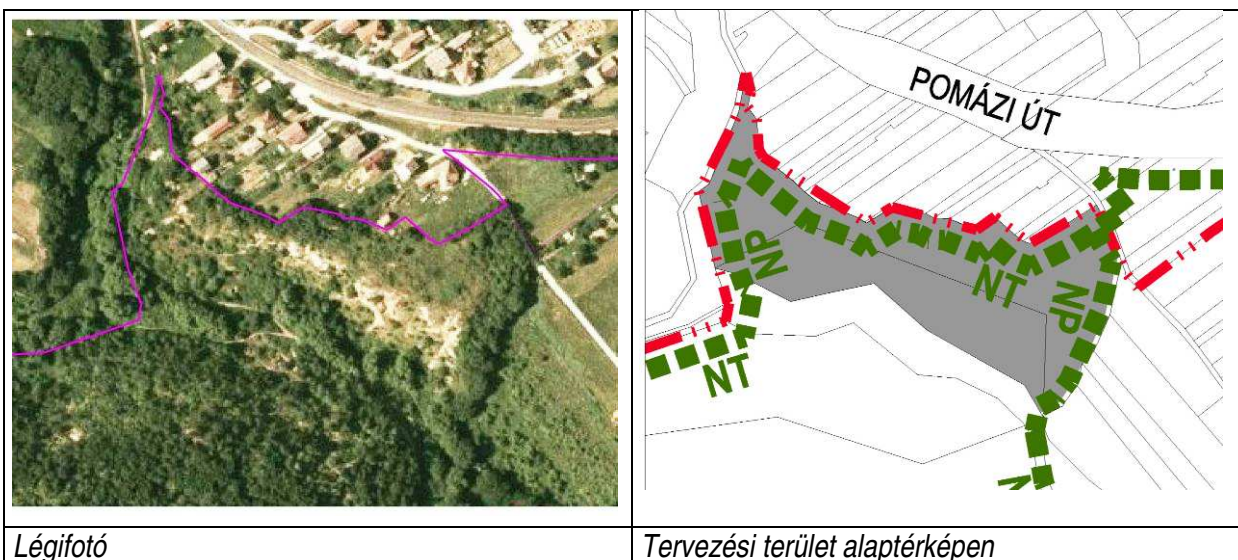 POMÁZI ÚT
NP
NT
NP
NT
N
Légifotó
Tervezési terület alaptérképen